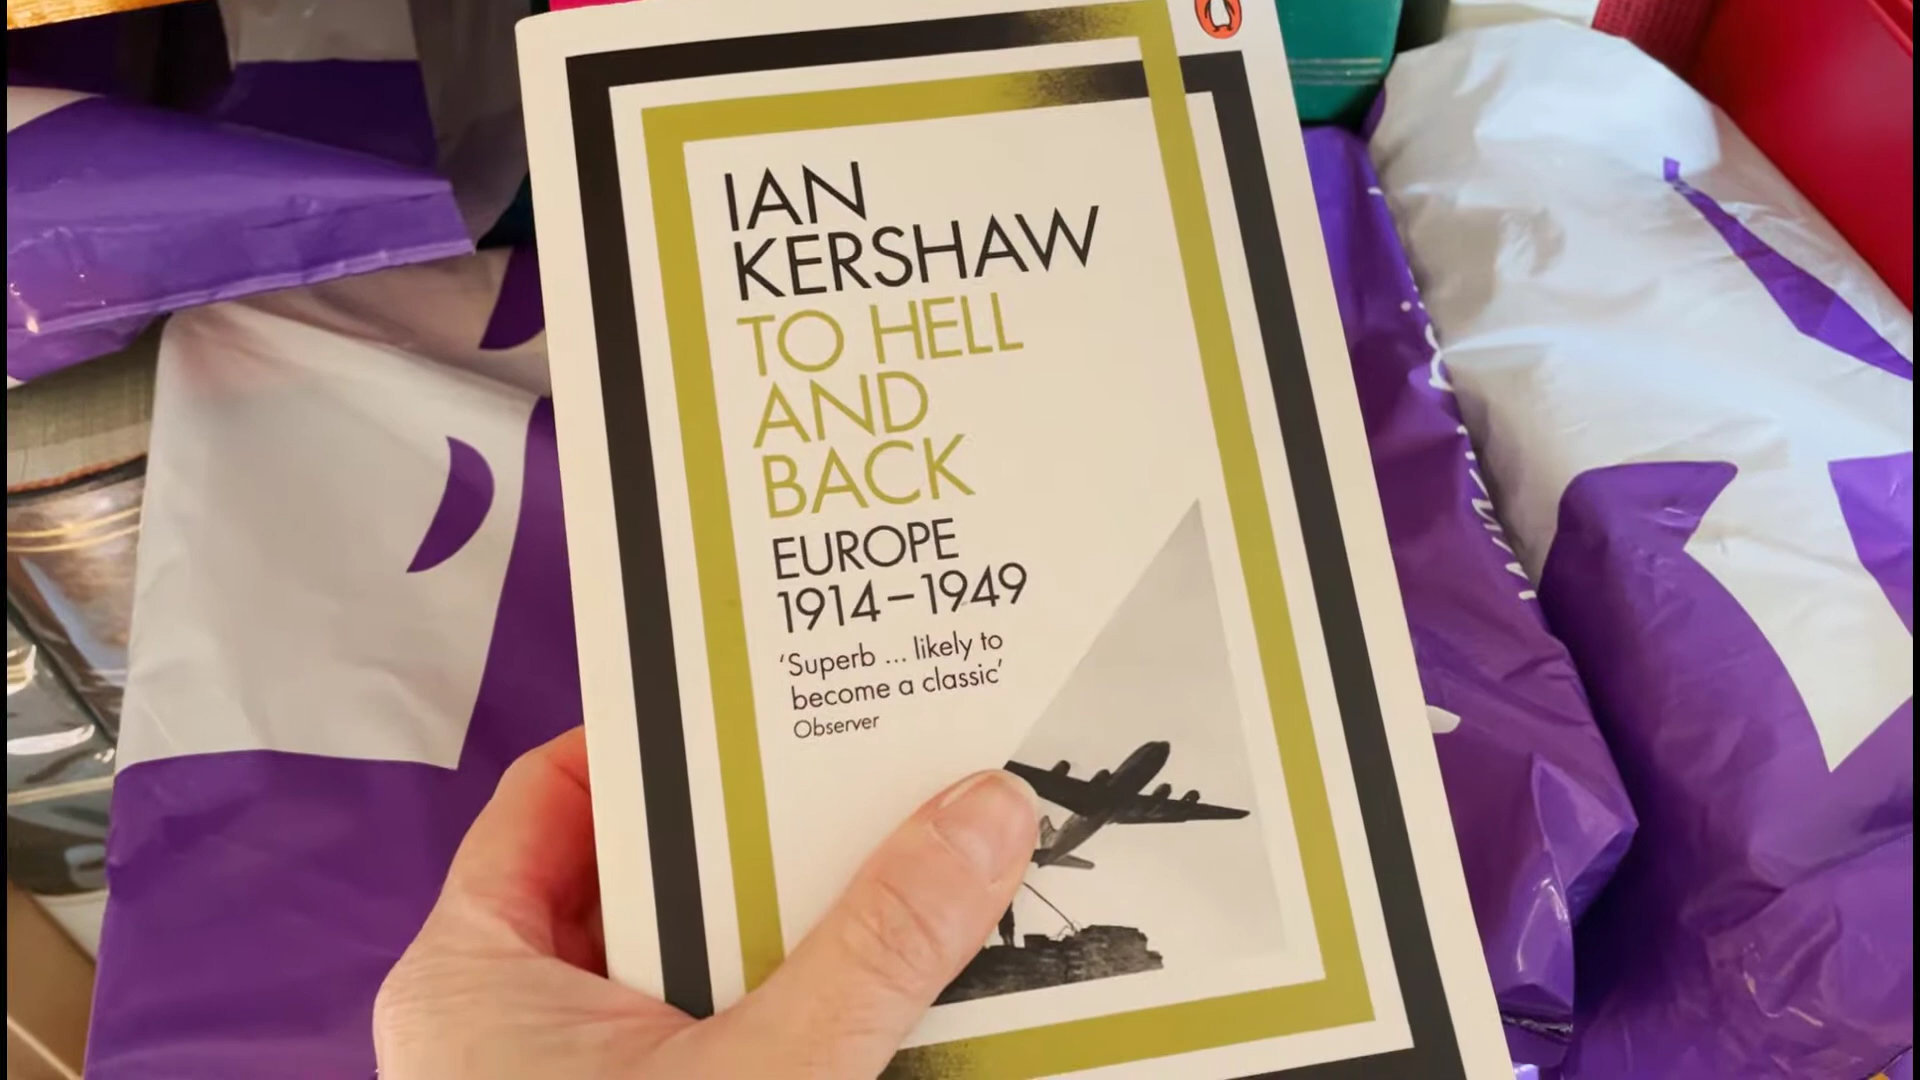 IAN
KERSHAW
TO HELL
AND
BACK
EUROPE
1914–1949
‘Superb ... likely to
become a classic’
Observer